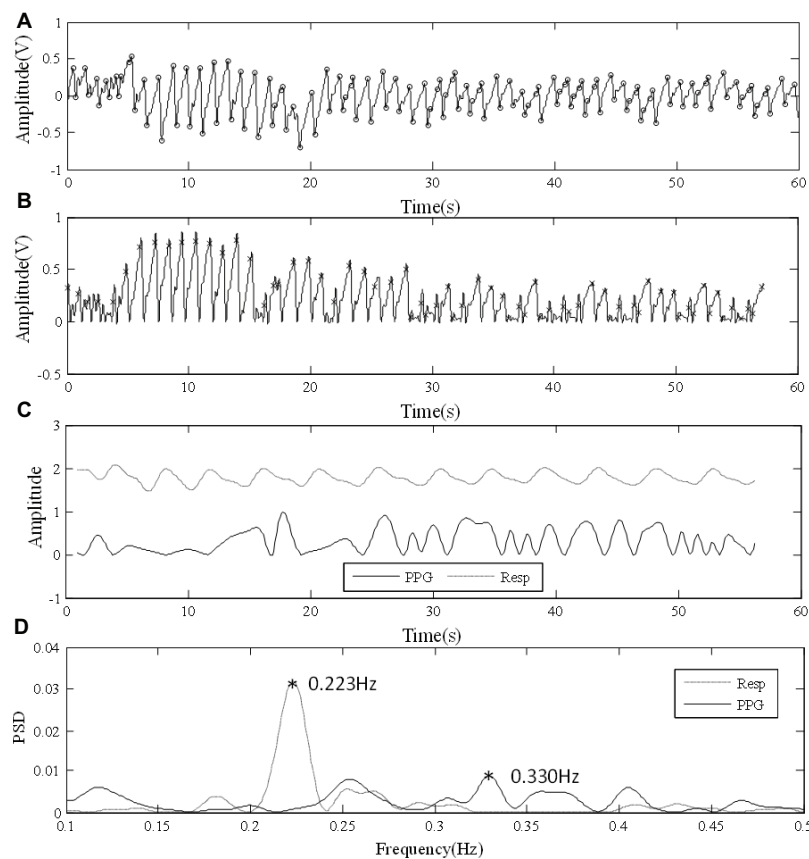 A
Amplitude(V)
1
0.5
0
-0.5
-1
0 10 20 30 40 50 60
Time(s)
B
Amplitude(V)
1
0.5
0
-0.5
0 10 20 30 40 50 60
Time(s)
C
Amplitude
3
2
1
0
-1
PPG Resp
0 10 20 30 40 50 60
Time(s)
D
PSD
0.04
0.03
0.02
0.01
0
0.223Hz
0.330Hz
Resp
PPG
0.1 0.15 0.2 0.25 0.3 0.35 0.4 0.45 0.5
Frequency(Hz)